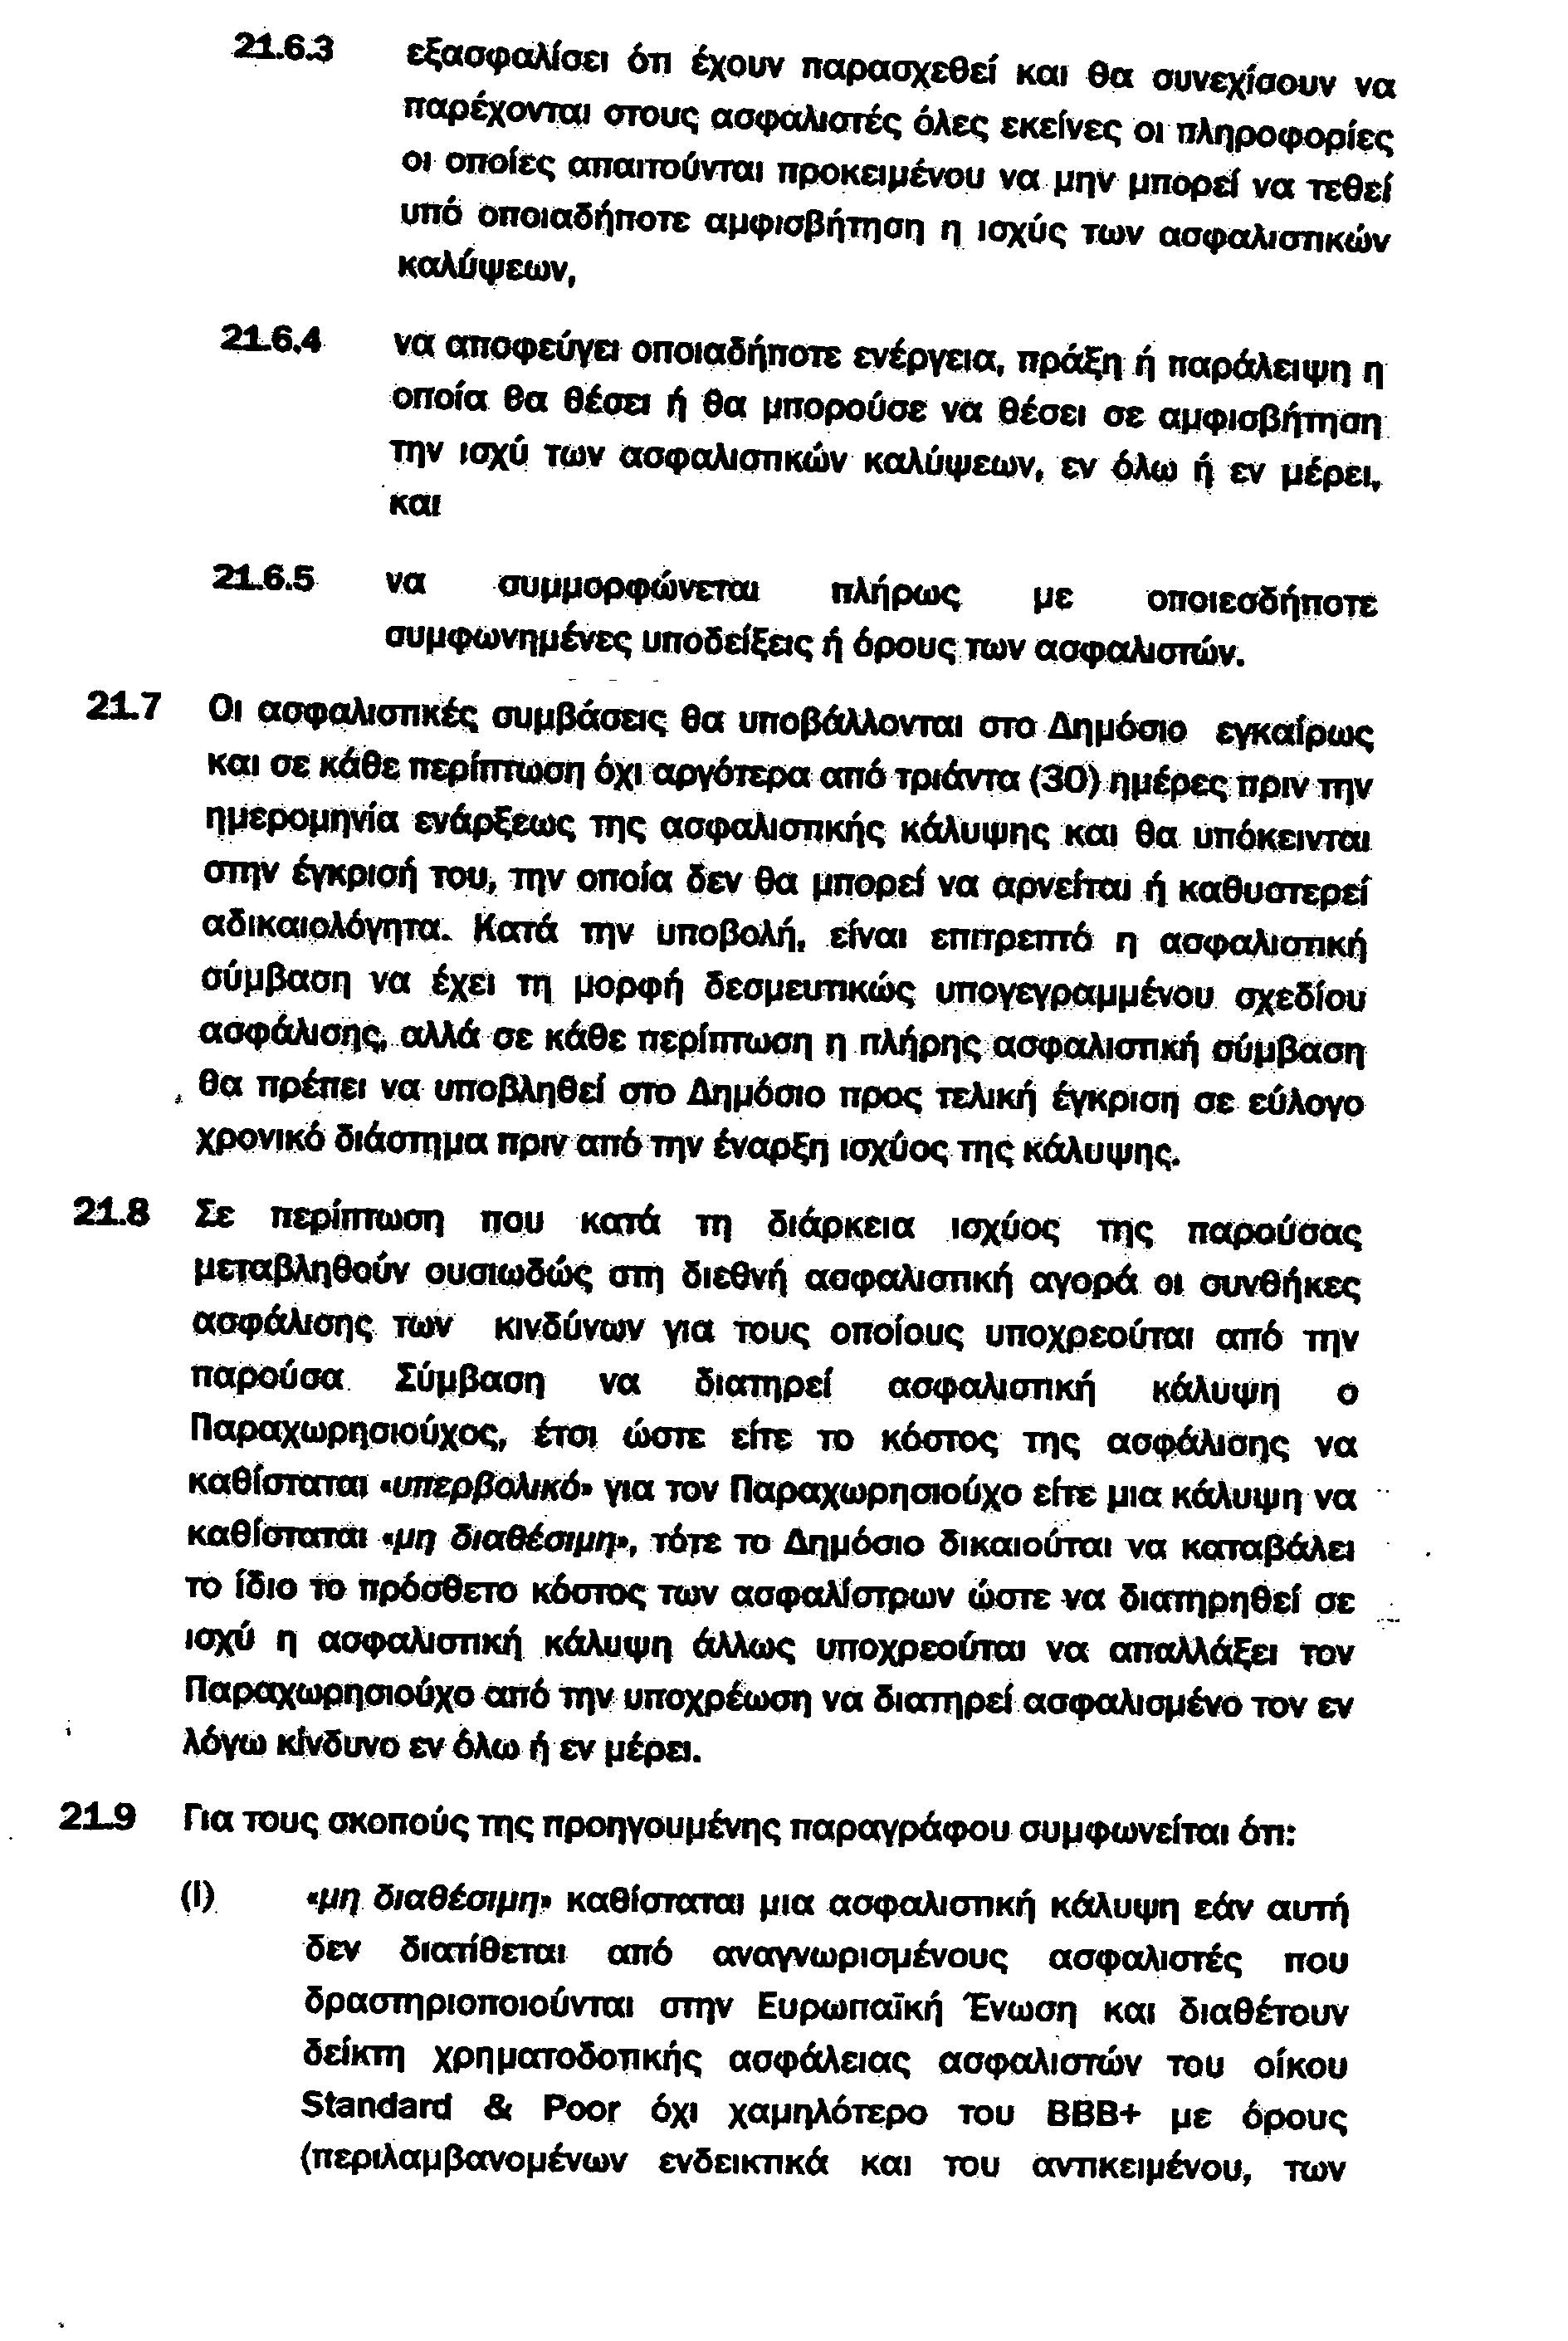 21.6.3 εξασφαλίσει ότι έχουν παρασχεθεί και θα συνεχίσουν να
παρέχονται στους ασφαλιστές όλες εκείνες οι πληροφορίες
οι οποίες απαιτούνται προκειμένου να μην μπορεί να τεθεί
υπό οποιαδήποτε αμφισβήτηση η ισχύς των ασφαλιστικών
καλύψεων,
21.6.4 να αποφεύγει οποιαδήποτε ενέργεια, πράξη ή παράλειψη η
οποία θα θέσει ή θα μπορούσε να θέσει σε αμφισβήτηση
την ισχύ των ασφαλιστικών καλύψεων, εν όλω ή εν μέρει,
και
21.6.5 να συμμορφώνεται πλήρως με οποιεσδήποτε
συμφωνημένες υποδείξεις ή όρους των ασφαλιστών.
21.7 Οι ασφαλιστικές συμβάσεις θα υποβάλλονται στο Δημόσιο εγκαίρως
και σε κάθε περίπτωση όχι αργότερα από τριάντα (30) ημέρες πριν την
ημερομηνία ενάρξεως της ασφαλιστικής κάλυψης και θα υπόκεινται
στην έγκρισή του, την οποία δεν θα μπορεί να αρνείται ή καθυστερεί
αδικαιολόγητα. Κατά την υποβολή, είναι επιτρεπτό η ασφαλιστική
σύμβαση να έχει τη μορφή δεσμευτικώς υπογεγραμμένου σχεδίου
ασφάλισης, αλλά σε κάθε περίπτωση η πλήρης ασφαλιστική σύμβαση
θα πρέπει να υποβληθεί στο Δημόσιο προς τελική έγκριση σε εύλογο
χρονικό διάστημα πριν από την έναρξη ισχύος της κάλυψης.
21.8 Σε περίπτωση που κατά τη διάρκεια ισχύος της παρούσας
μεταβληθούν ουσιωδώς στη διεθνή ασφαλιστική αγορά οι συνθήκες
ασφάλισης των κινδύνων για τους οποίους υποχρεούται από την
παρούσα Σύμβαση να διατηρεί ασφαλιστική κάλυψη ο
Παραχωρησιούχος, έτσι ώστε είτε το κόστος της ασφάλισης να
καθίσταται «υπερβολικό» για τον Παραχωρησιούχο είτε μια κάλυψη να
καθίσταται «μη διαθέσιμη», τότε το Δημόσιο δικαιούται να καταβάλει
το ίδιο το πρόσθετο κόστος των ασφαλίστρων ώστε να διατηρηθεί σε
ισχύ η ασφαλιστική κάλυψη άλλως υποχρεούται να απαλλάξει τον
Παραχωρησιούχο από την υποχρέωση να διατηρεί ασφαλισμένο τον εν
λόγω κίνδυνο εν όλω ή εν μέρει.
21.9 Για τους σκοπούς της προηγουμένης παραγράφου συμφωνείται ότι:
(Ι) «μη διαθέσιμη» καθίσταται μια ασφαλιστική κάλυψη εάν αυτή
δεν διατίθεται από αναγνωρισμένους ασφαλιστές που
δραστηριοποιούνται στην Ευρωπαϊκή Ένωση και διαθέτουν
δείκτη χρηματοδοτικής ασφάλειας ασφαλιστών του οίκου
Standard & Poor όχι χαμηλότερο του BBB+ με όρους
(περιλαμβανομένων ενδεικτικά και του αντικειμένου, των